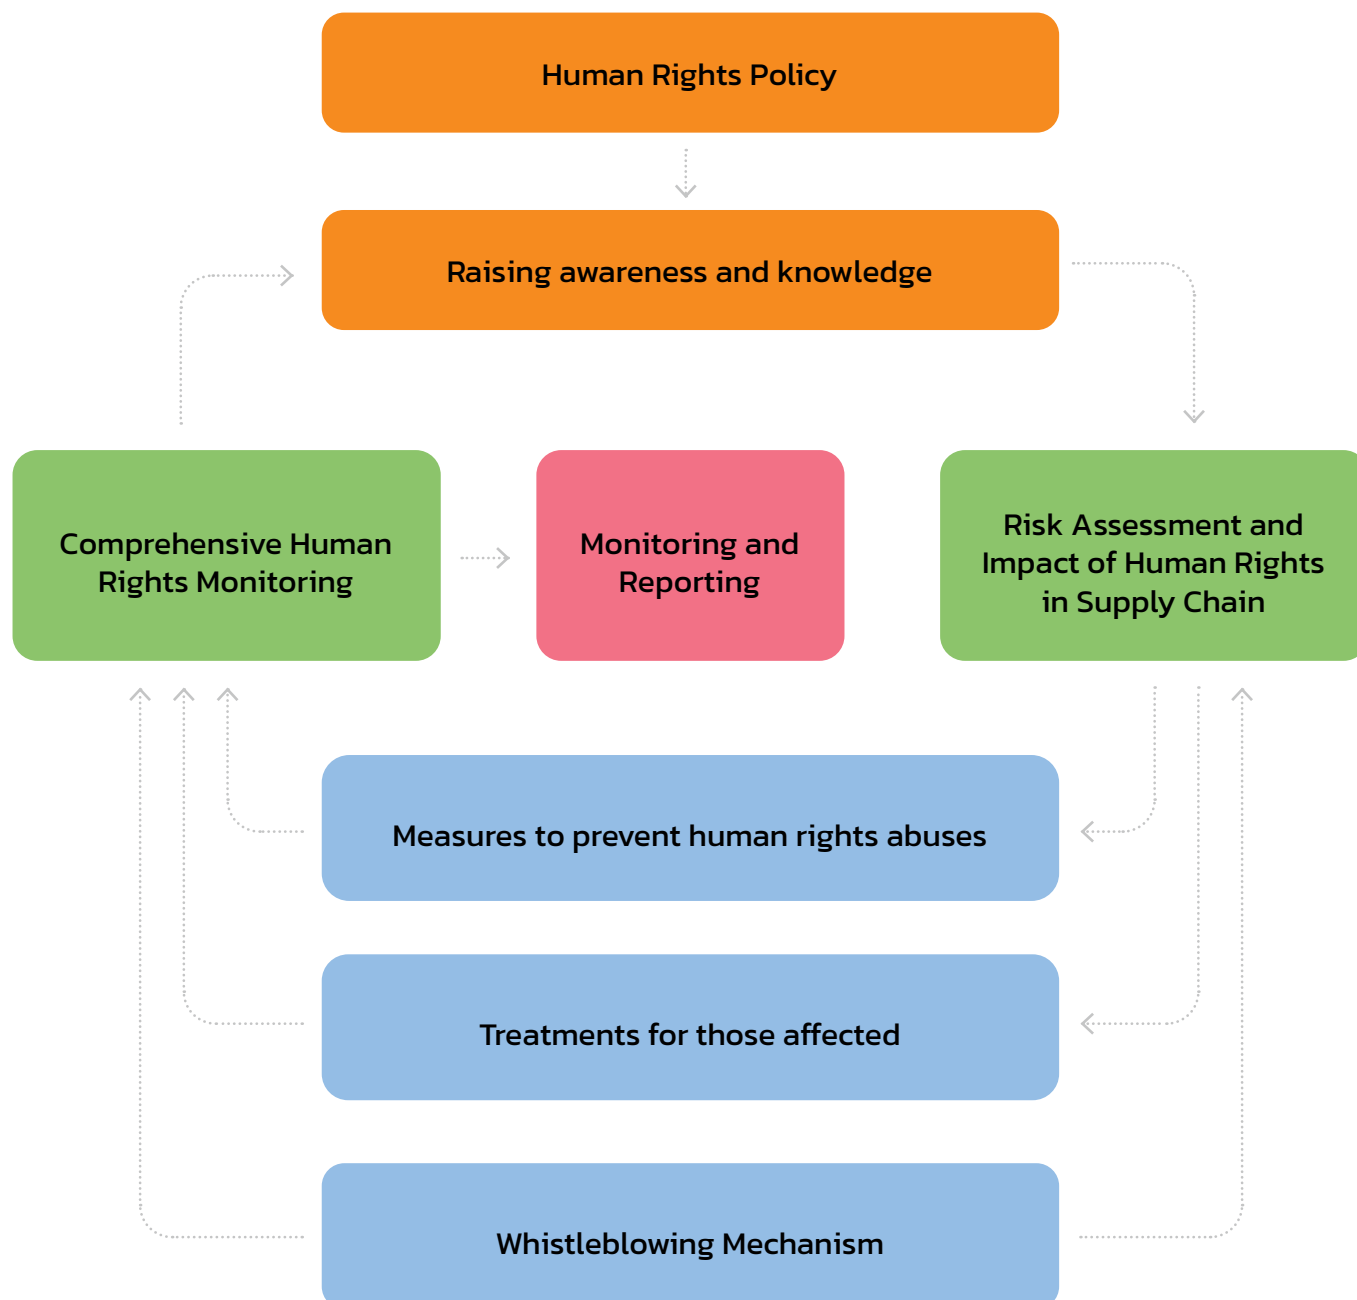 Human Rights Policy
Raising awareness and knowledge
Comprehensive Human
Rights Monitoring
Monitoring and
Reporting
Risk Assessment and
Impact of Human Rights
in Supply Chain
Measures to prevent human rights abuses
Treatments for those affected
Whistleblowing Mechanism